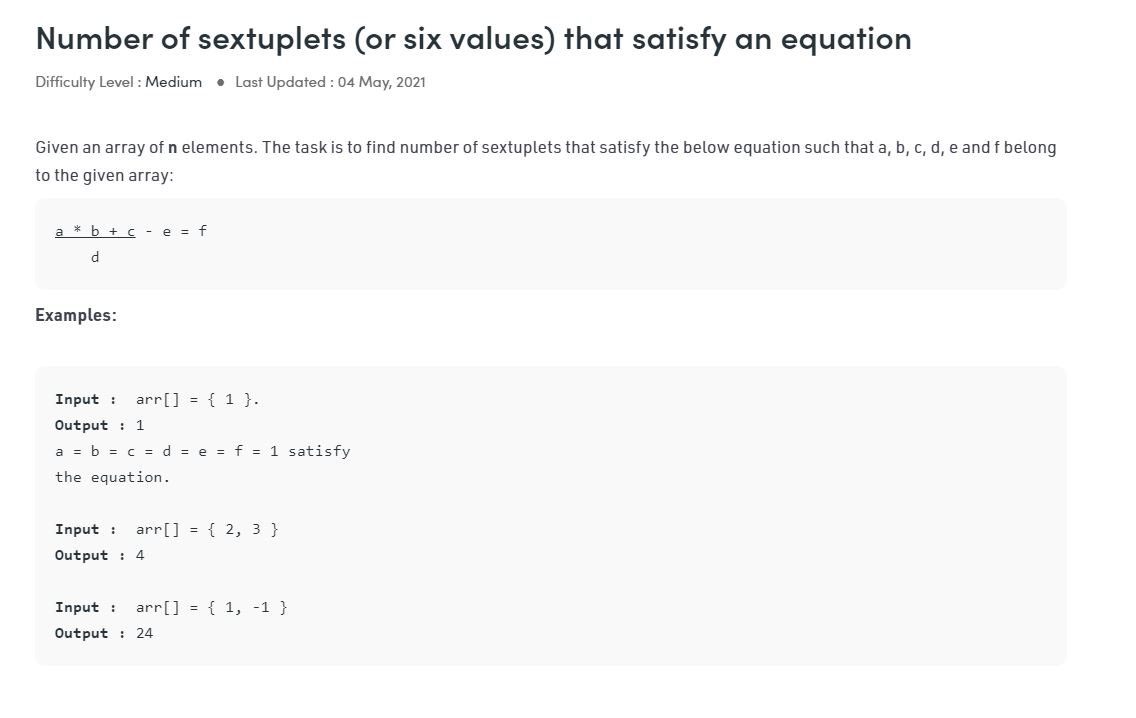 Number of sextuplets (or six values) that satisfy an equation
Difficulty Level : Medium ● Last Updated : 04 May, 2021
Given an array of n elements. The task is to find number of sextuplets that satisfy the below equation such that a, b, c, d, e and f belong
to the given array:
a * b + c - e = f
d
Examples:
Input : arr[] = { 1 }.
Output : 1
a = b = c = d = e = f = 1 satisfy
the equation.
Input : arr[] = { 2, 3 }
Output : 4
Input : arr[] = { 1, -1 }
Output : 24